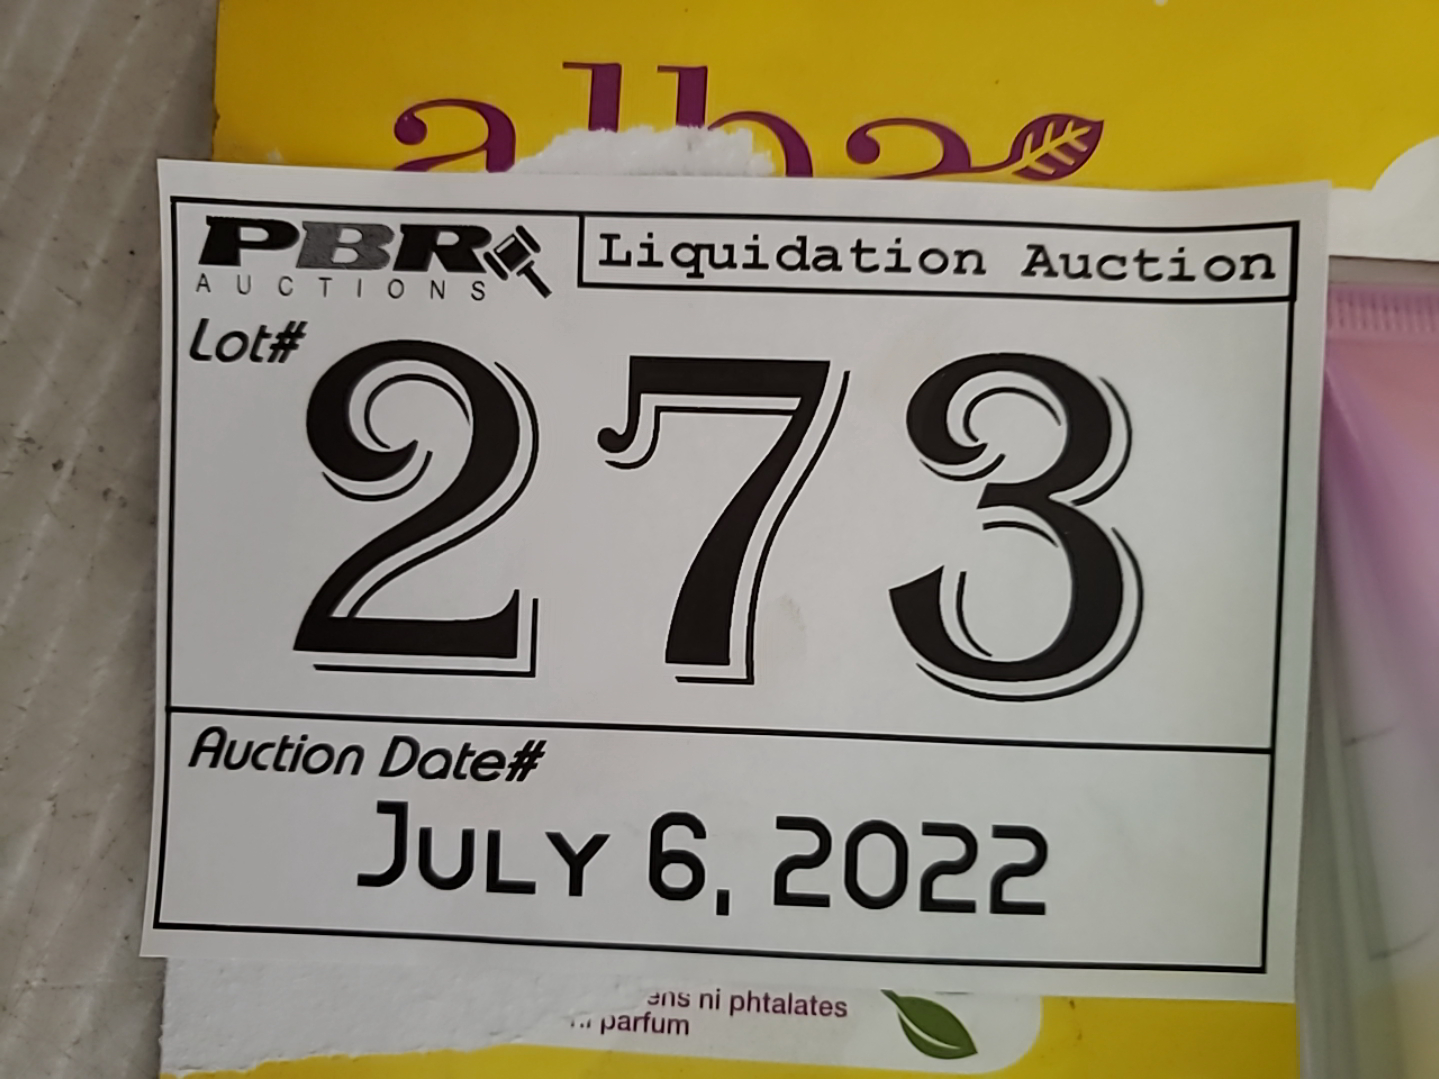 alba
PBR
AUCTIONS
Liquidation Auction
Lot#
273
Auction Date#
July 6, 2022
ni phtalates
parfum